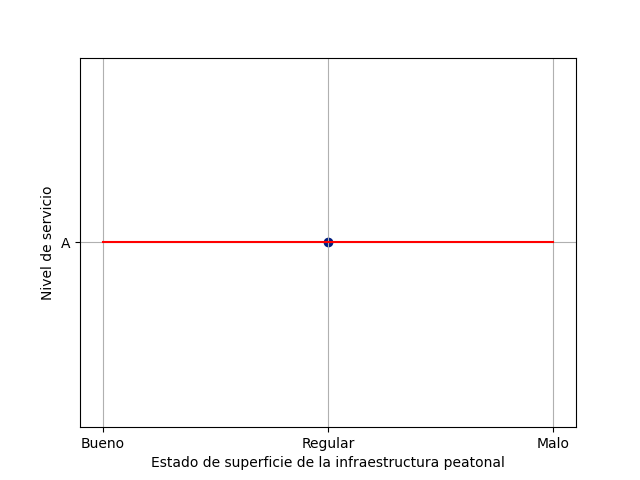 Nivel de servicio
A
Bueno Regular Malo
Estado de superficie de la infraestructura peatonal